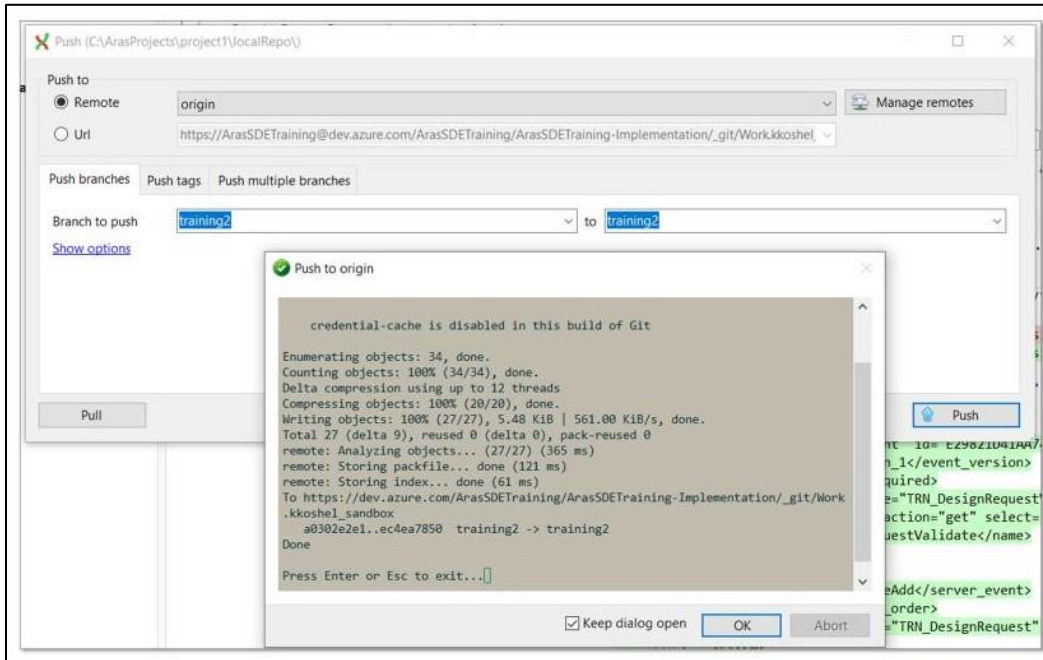 Push (C:\ArasProjects\project1\localRepo\)
Push to
Remote
origin
Manage remotes
Url
https://ArasSDETraining@dev.azure.com/ArasSDETraining/ArasSDETraining-Implementation/_git/Work.kkoshel_
Push branches
Push tags
Push multiple branches
Branch to push
training2
to
training2
Show options
Push to origin
credential-cache is disabled in this build of Git
Enumerating objects: 34, done.
Counting objects: 100% (34/34), done.
Delta compression using up to 12 threads
Compressing objects: 100% (20/20), done.
Writing objects: 100% (27/27), 5.48 KiB | 561.00 KiB/s, done.
Total 27 (delta 9), reused 0 (delta 0), pack-reused 0
remote: Analyzing objects... (27/27) (365 ms)
remote: Storing packfile... done (121 ms)
remote: Storing index... done (61 ms)
To https://dev.azure.com/ArasSDETraining/ArasSDETraining-Implementation/_git/Work
.kkoshel_sandbox
a0302e2e1..ec4ea7850 training2 -> training2
Done
Press Enter or Esc to exit...
Keep dialog open
OK
Abort
Pull
Push
n_1</event_version>
quired>
e="TRN_DesignRequest"
action="get" select=
uestValidate</name>
eAdd</server_event>
_order>
="TRN_DesignRequest"